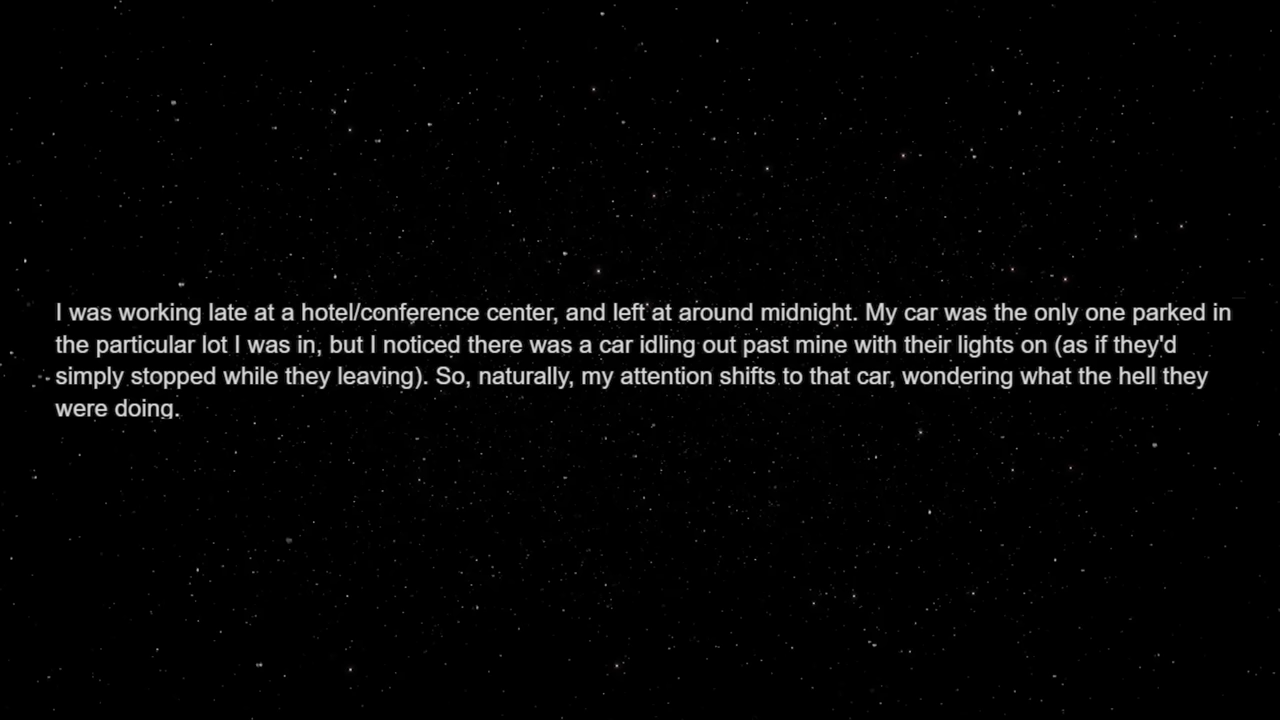 I was working late at a hotel/conference center, and left at around midnight. My car was the only one parked in
the particular lot I was in, but I noticed there was a car idling out past mine with their lights on (as if they'd
simply stopped while they leaving). So, naturally, my attention shifts to that car, wondering what the hell they
were doing.